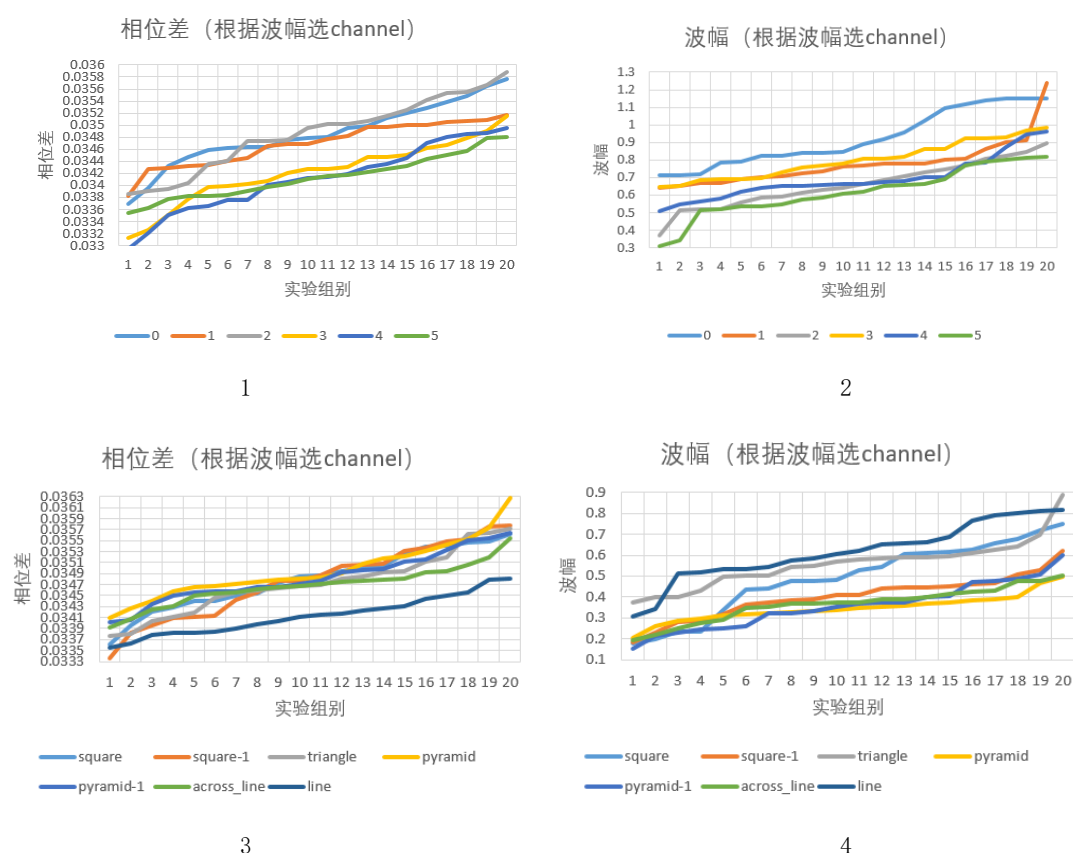 相位差（根据波幅选channel）
0.036
0.0358
0.0356
0.0354
0.0352
0.035
0.0348
0.0346
0.0344
0.0342
0.034
0.0338
0.0336
0.0334
0.0332
0.033
相位差
1 2 3 4 5 6 7 8 9 10 11 12 13 14 15 16 17 18 19 20
实验组别
0 1 2 3 4 5
1
波幅（根据波幅选channel）
1.3
1.2
1.1
1
0.9
0.8
0.7
0.6
0.5
0.4
0.3
波幅
1 2 3 4 5 6 7 8 9 10 11 12 13 14 15 16 17 18 19 20
实验组别
0 1 2 3 4 5
2
相位差（根据波幅选channel）
0.0363
0.0361
0.0359
0.0357
0.0355
0.0353
0.0351
0.0349
0.0347
0.0345
0.0343
0.0341
0.0339
0.0337
0.0335
0.0333
相位差
1 2 3 4 5 6 7 8 9 10 11 12 13 14 15 16 17 18 19 20
实验组别
square square-1 triangle pyramid
pyramid-1 across_line line
3
波幅（根据波幅选channel）
0.9
0.8
0.7
0.6
0.5
0.4
0.3
0.2
0.1
波幅
1 2 3 4 5 6 7 8 9 10 11 12 13 14 15 16 17 18 19 20
实验组别
square square-1 triangle pyramid
pyramid-1 across_line line
4